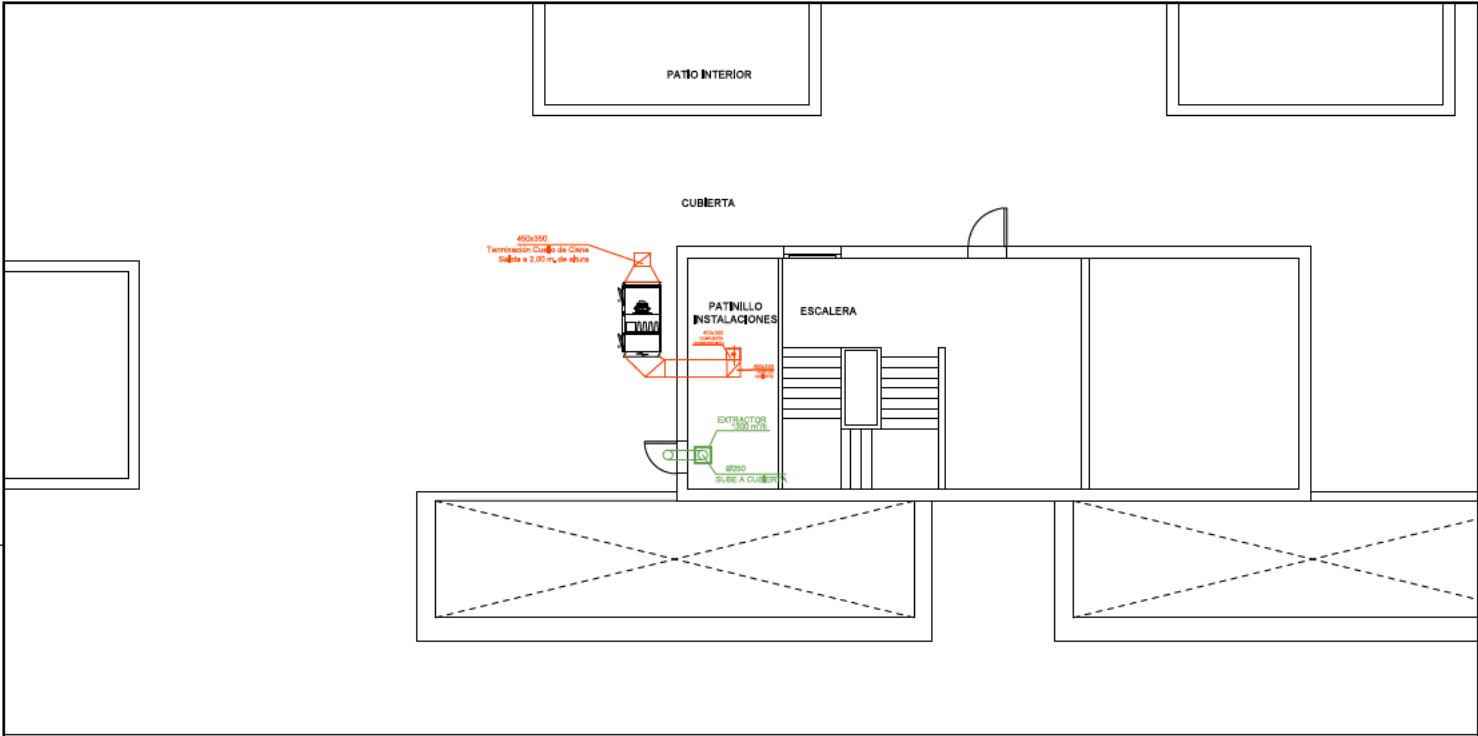 PATIO INTERIOR
CUBIERTA
450x350
Terminación Cuello de Cisne
Salida a 2,00 m. de altura
PATINILLO
INSTALACIONES
ESCALERA
EXTRACTOR
1300 m³/h
Ø250
SUBE A CUBIERTA